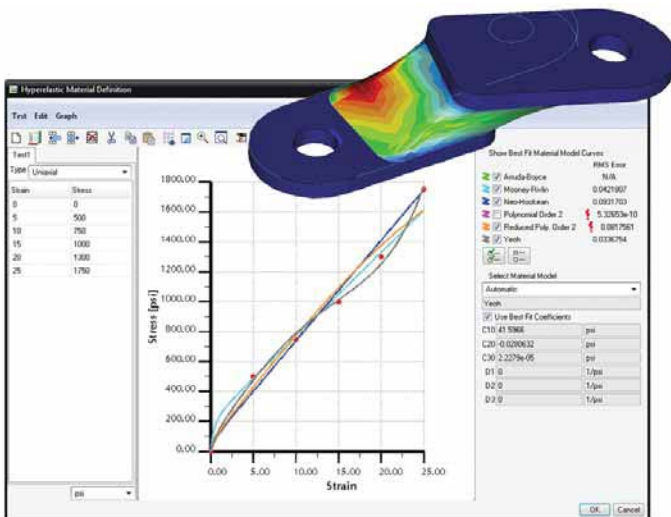 Hyperelastic Material Definition
Test Edit Graph
Test1
Type Uniaxial
Strain Stress
0 0
5 500
10 750
15 1000
20 1300
25 1750
psi
1800.00
1600.00
1400.00
1200.00
1000.00
800.00
600.00
400.00
200.00
0.00
Stress [psi]
0.00 5.00 10.00 15.00 20.00 25.00
Strain
Show Best Fit Material Model Curves
RMS Error
Arruda-Boyce N/A
Mooney-Rivlin 0.0421807
Neo-Hookean 0.0931703
Polynomial Order 2 5.32653e-10
Reduced Poly. Order 2 0.0817561
Yeoh 0.0336754
Select Material Model
Automatic
Yeoh
Use Best Fit Coefficients
C10 41.5966 psi
C20 -0.0280632 psi
C30 2.2279e-05 psi
D1 0 1/psi
D2 0 1/psi
D3 0 1/psi
OK Cancel